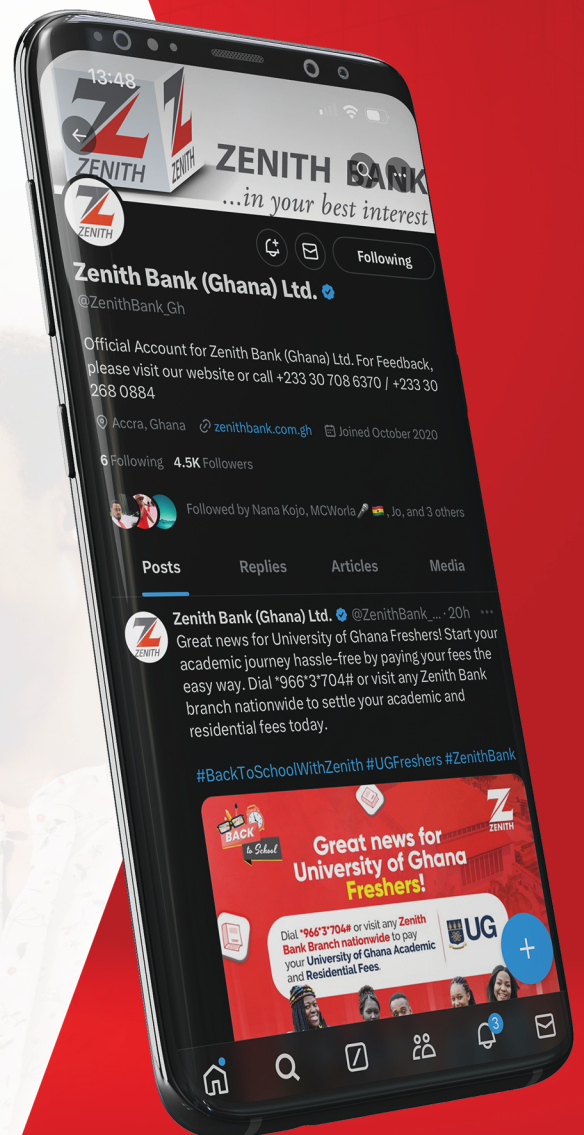 13:48
ZENITH
ZENITH
ZENITH BANK
...in your best interest
ZENITH
Following
Zenith Bank (Ghana) Ltd.
@ZenithBank_Gh
Official Account for Zenith Bank (Ghana) Ltd. For Feedback,
please visit our website or call +233 30 708 6370 / +233 30
268 0884
Accra, Ghana zenithbank.com.gh Joined October 2020
6 Following 4.5K Followers
Followed by Nana Kojo, MCWorla🎤 🇬🇭, Jo, and 3 others
Posts Replies Articles Media
Zenith Bank (Ghana) Ltd. @ZenithBank_... · 20h
ZENITH
Great news for University of Ghana Freshers! Start your
academic journey hassle-free by paying your fees the
easy way. Dial *966*3*704# or visit any Zenith Bank
branch nationwide to settle your academic and
residential fees today.
#BackToSchoolWithZenith #UGFreshers #ZenithBank
BACK
to School
ZENITH
Great news for
University of Ghana
Freshers!
Dial *966*3*704# or visit any Zenith
Bank Branch nationwide to pay
your University of Ghana Academic
and Residential Fees.
UG
3